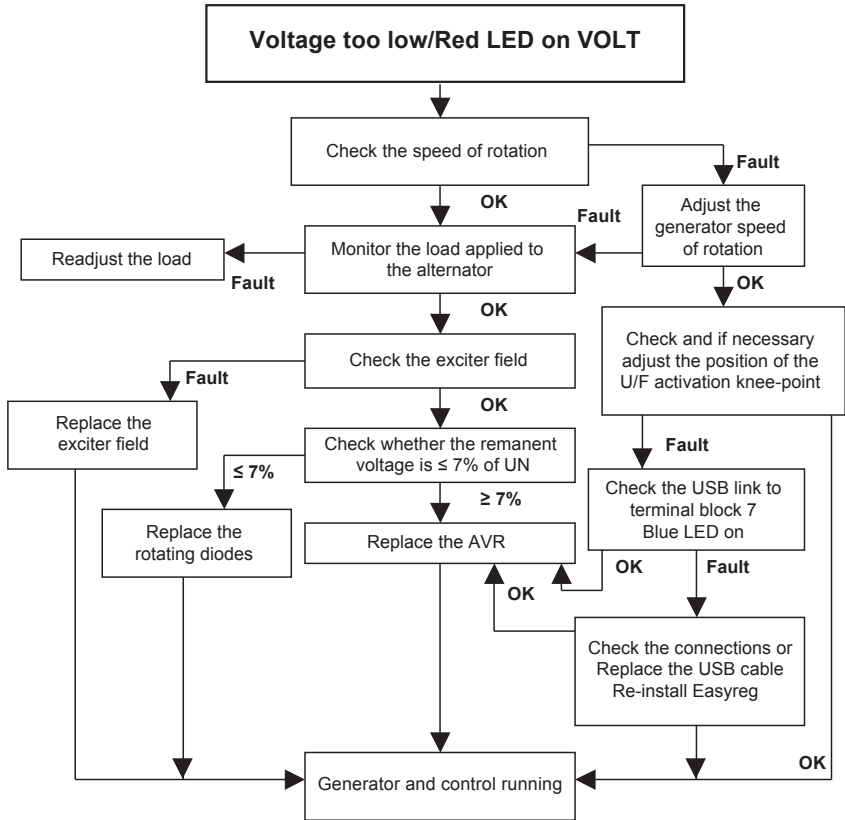 Voltage too low/Red LED on VOLT
Check the speed of rotation
Fault
OK
Adjust the
generator speed
of rotation
Fault
Monitor the load applied to
the alternator
Readjust the load
Fault
OK
OK
Check and if necessary
adjust the position of the
U/F activation knee-point
Check the exciter field
Fault
OK
Replace the
exciter field
Check whether the remanent
voltage is ≤ 7% of UN
Fault
≤ 7%
≥ 7%
Check the USB link to
terminal block 7
Blue LED on
Replace the
rotating diodes
Replace the AVR
OK
Fault
OK
Check the connections or
Replace the USB cable
Re-install Easyreg
OK
Generator and control running